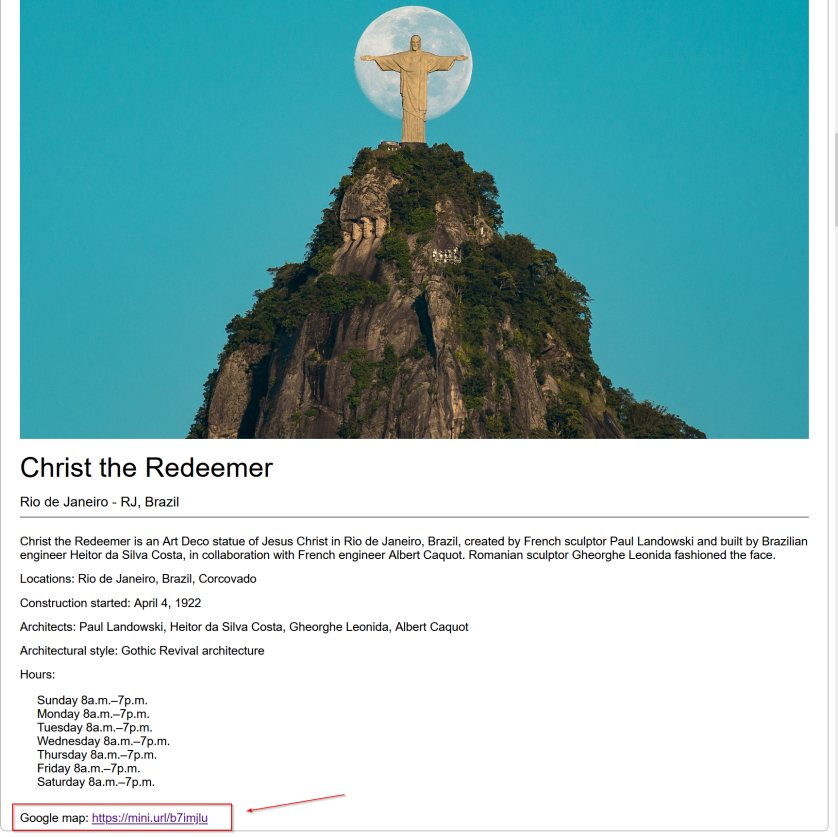 Christ the Redeemer
Rio de Janeiro - RJ, Brazil
Christ the Redeemer is an Art Deco statue of Jesus Christ in Rio de Janeiro, Brazil, created by French sculptor Paul Landowski and built by Brazilian
engineer Heitor da Silva Costa, in collaboration with French engineer Albert Caquot. Romanian sculptor Gheorghe Leonida fashioned the face.
Locations: Rio de Janeiro, Brazil, Corcovado
Construction started: April 4, 1922
Architects: Paul Landowski, Heitor da Silva Costa, Gheorghe Leonida, Albert Caquot
Architectural style: Gothic Revival architecture
Hours:
Sunday 8a.m.–7p.m.
Monday 8a.m.–7p.m.
Tuesday 8a.m.–7p.m.
Wednesday 8a.m.–7p.m.
Thursday 8a.m.–7p.m.
Friday 8a.m.–7p.m.
Saturday 8a.m.–7p.m.
Google map: https://mini.url/b7imjlu